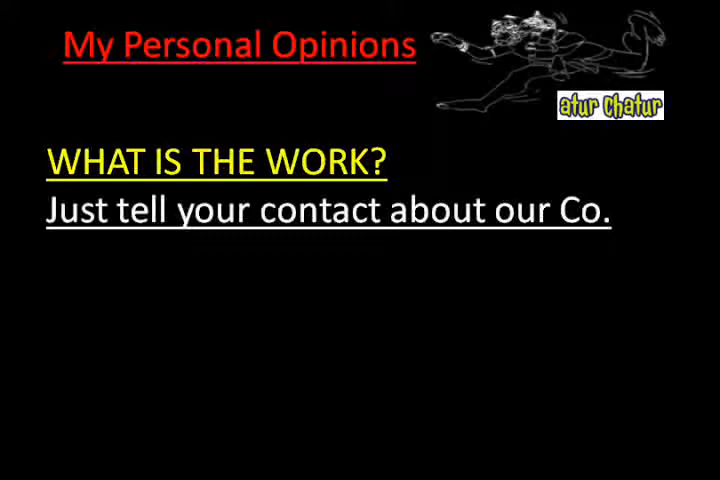 My Personal Opinions
atur Chatur
WHAT IS THE WORK?
Just tell your contact about our Co.